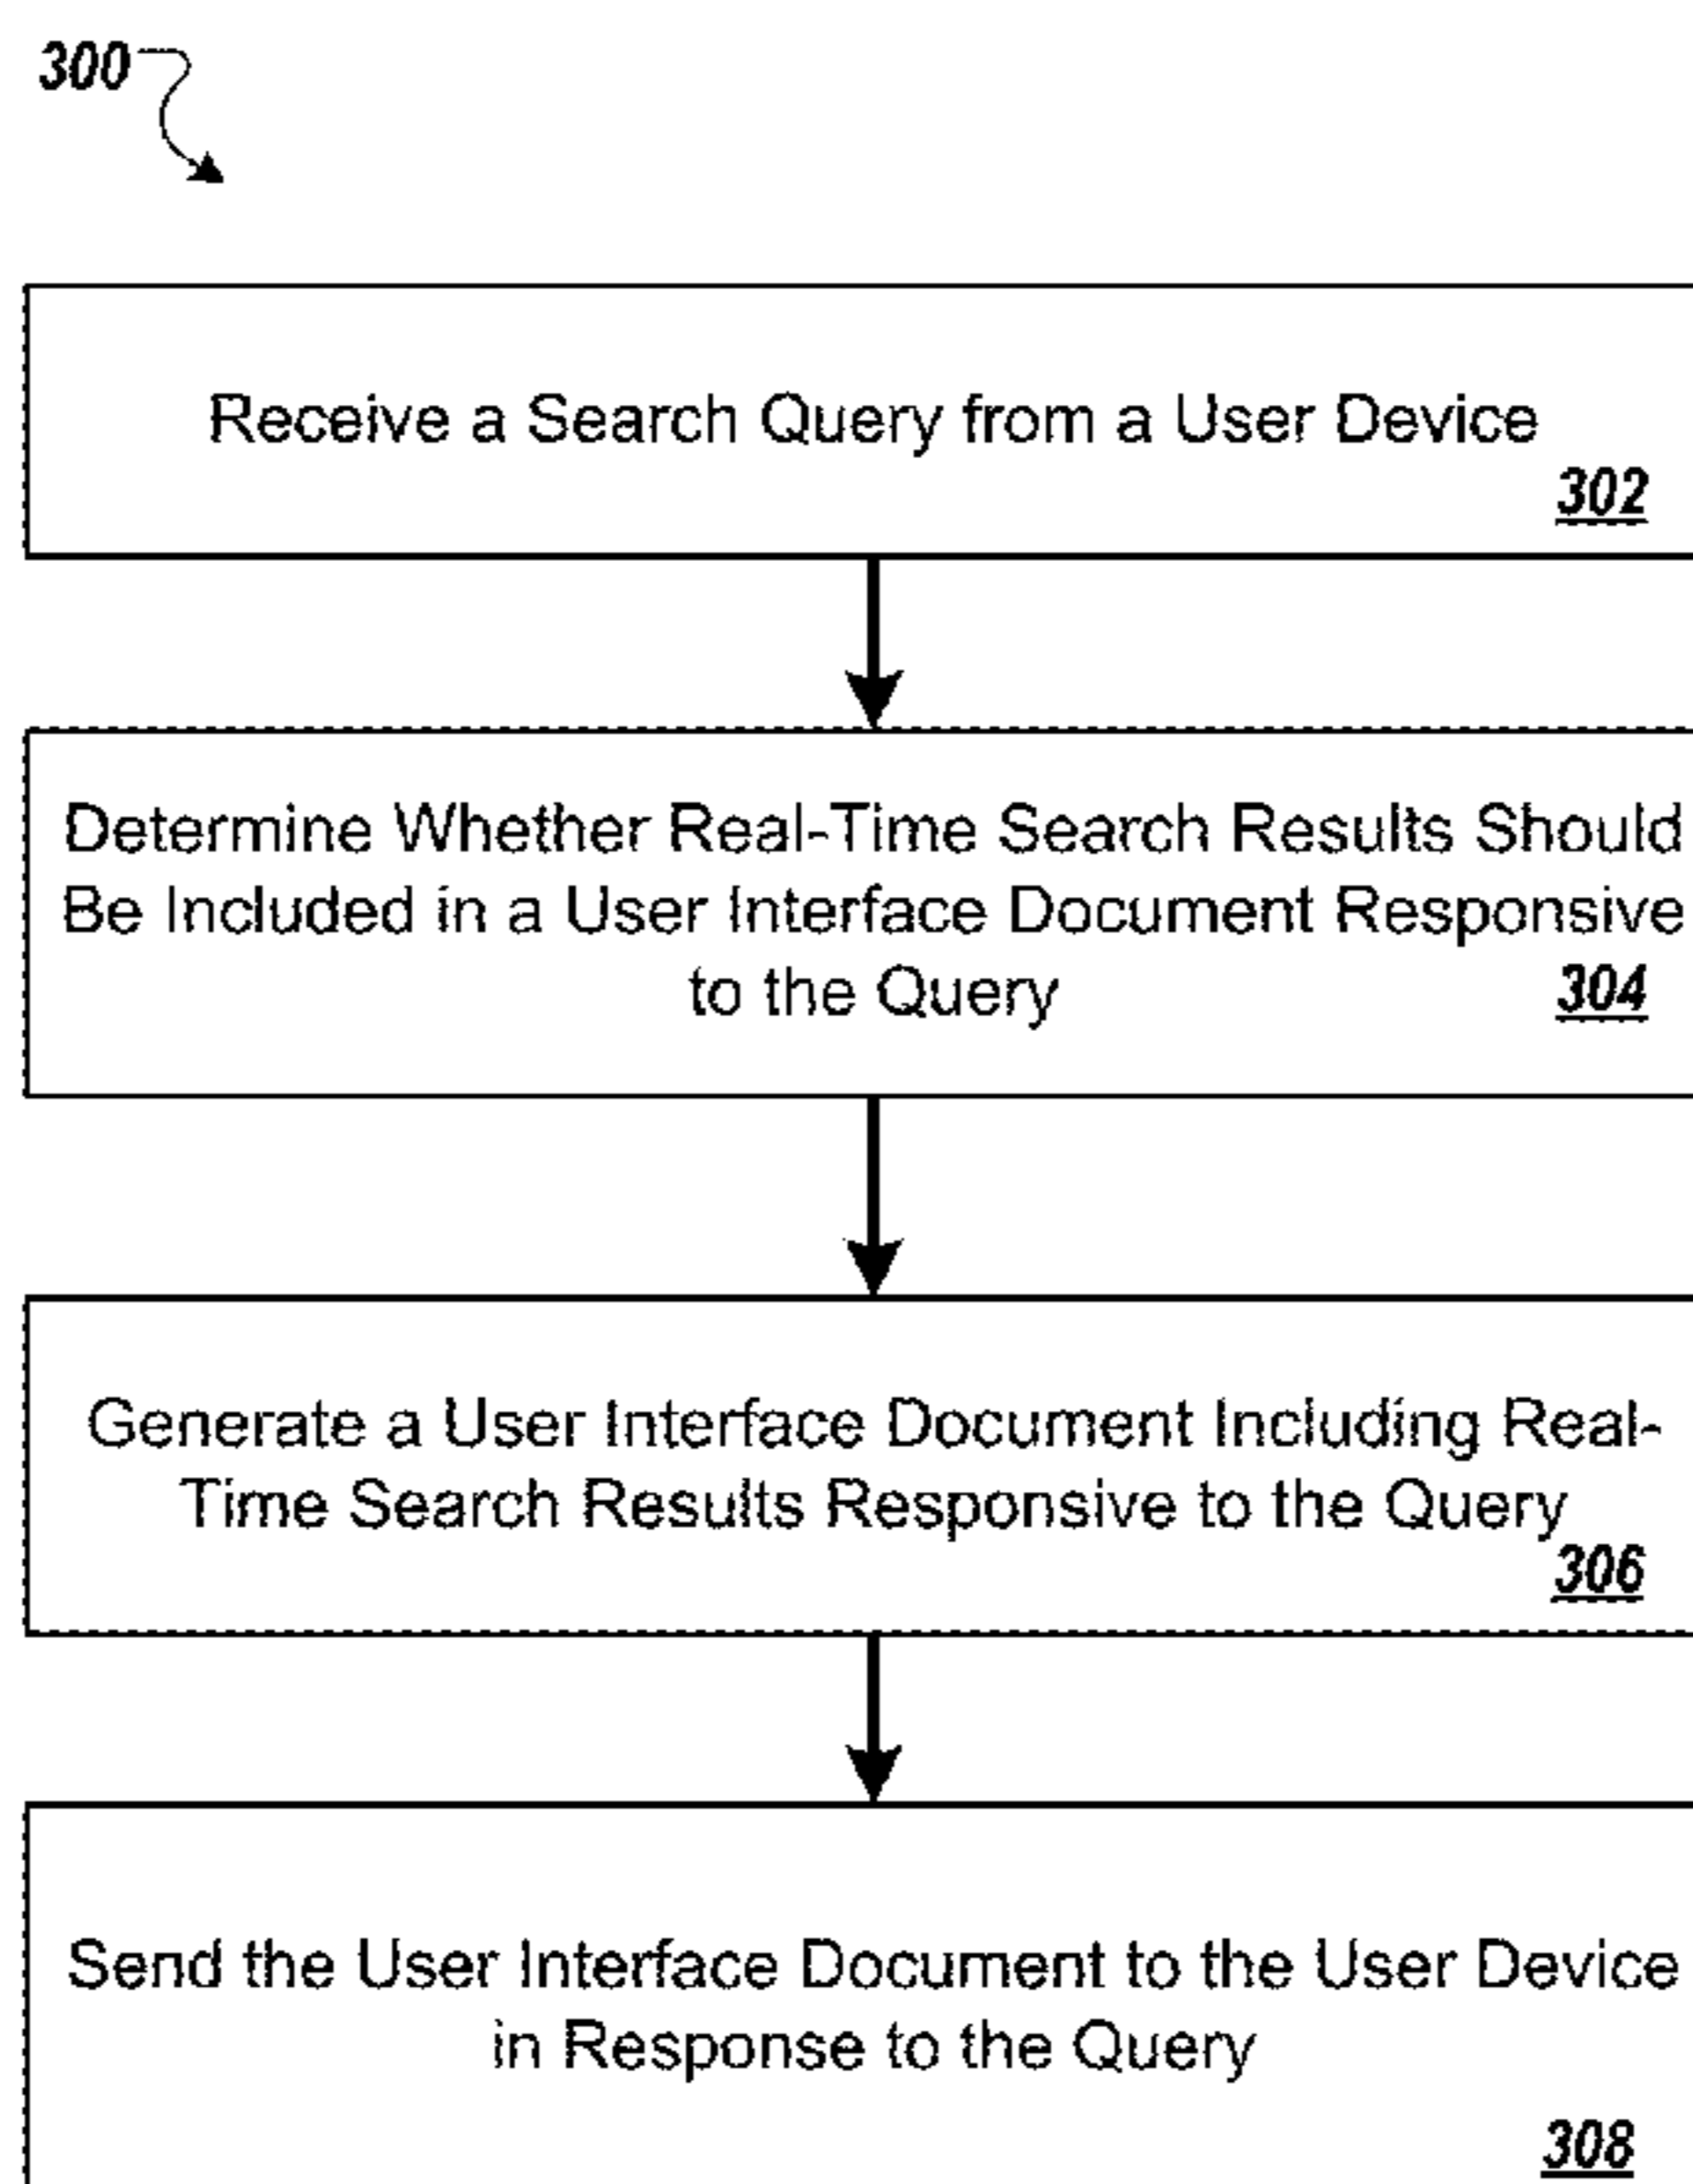 300
Receive a Search Query from a User Device
302
Determine Whether Real-Time Search Results Should
Be Included in a User Interface Document Responsive
to the Query
304
Generate a User Interface Document Including Real-
Time Search Results Responsive to the Query
306
Send the User Interface Document to the User Device
in Response to the Query
308